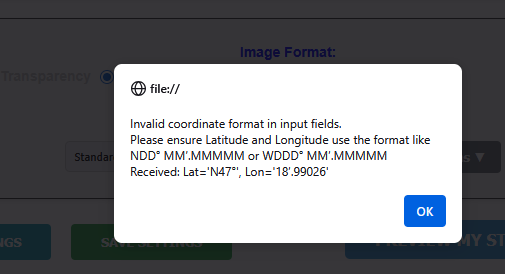 Image Format:
Transparency
file://
Invalid coordinate format in input fields.
Please ensure Latitude and Longitude use the format like
NDD° MM'.MMMMM or WDDD° MM'.MMMMM
Received: Lat='N47°', Lon='18'.99026'
Standar
s ▼
OK
NGS
SAVE SETTINGS
PREVIEW MY ST